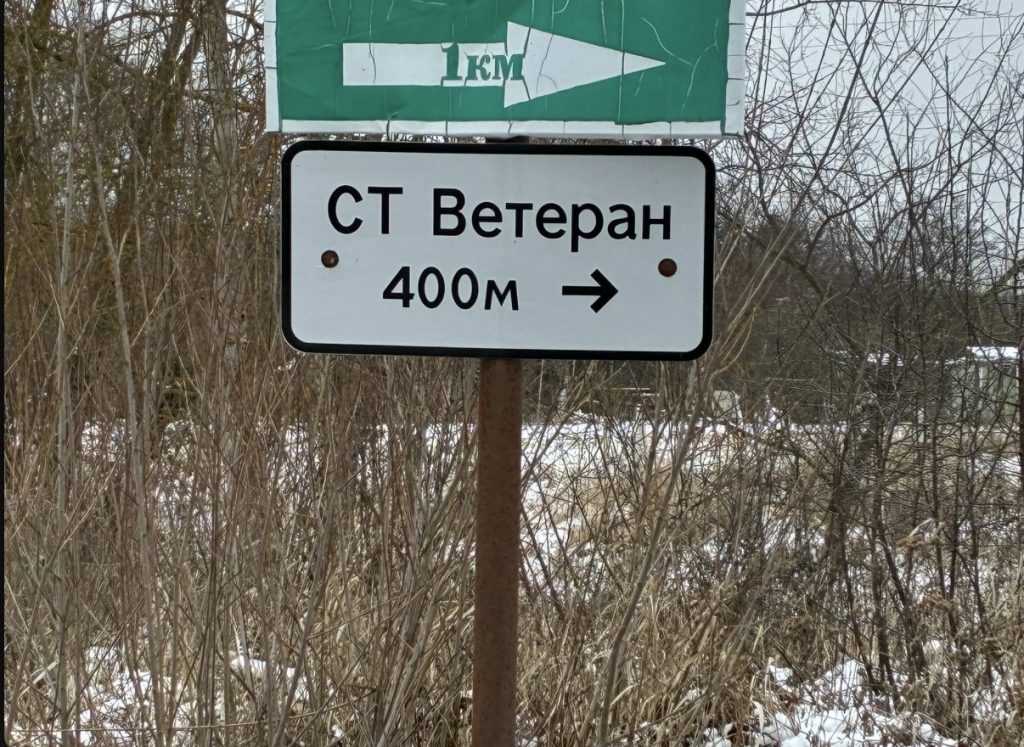 1км
СТ Ветеран
400м →